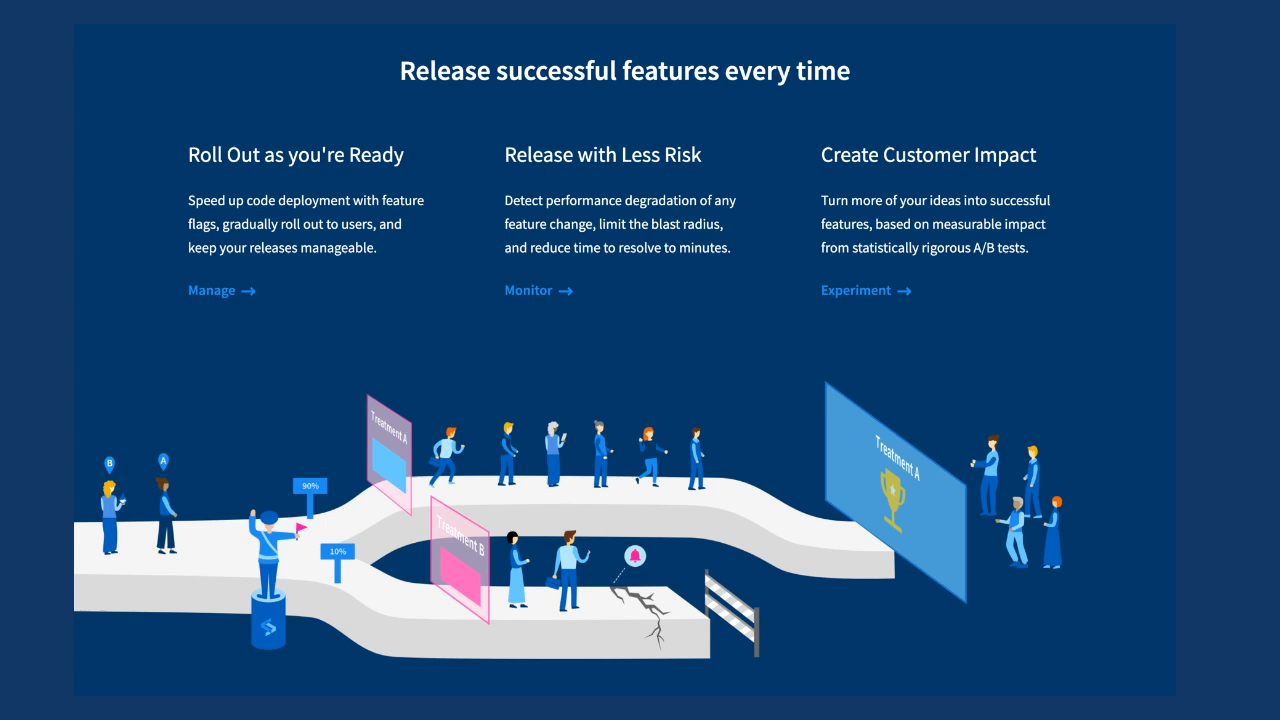 Release successful features every time
Roll Out as you're Ready
Speed up code deployment with feature
flags, gradually roll out to users, and
keep your releases manageable.
Manage →
Release with Less Risk
Detect performance degradation of any
feature change, limit the blast radius,
and reduce time to resolve to minutes.
Monitor →
Create Customer Impact
Turn more of your ideas into successful
features, based on measurable impact
from statistically rigorous A/B tests.
Experiment →
B
A
90%
10%
Treatment A
Treatment B
Treatment A